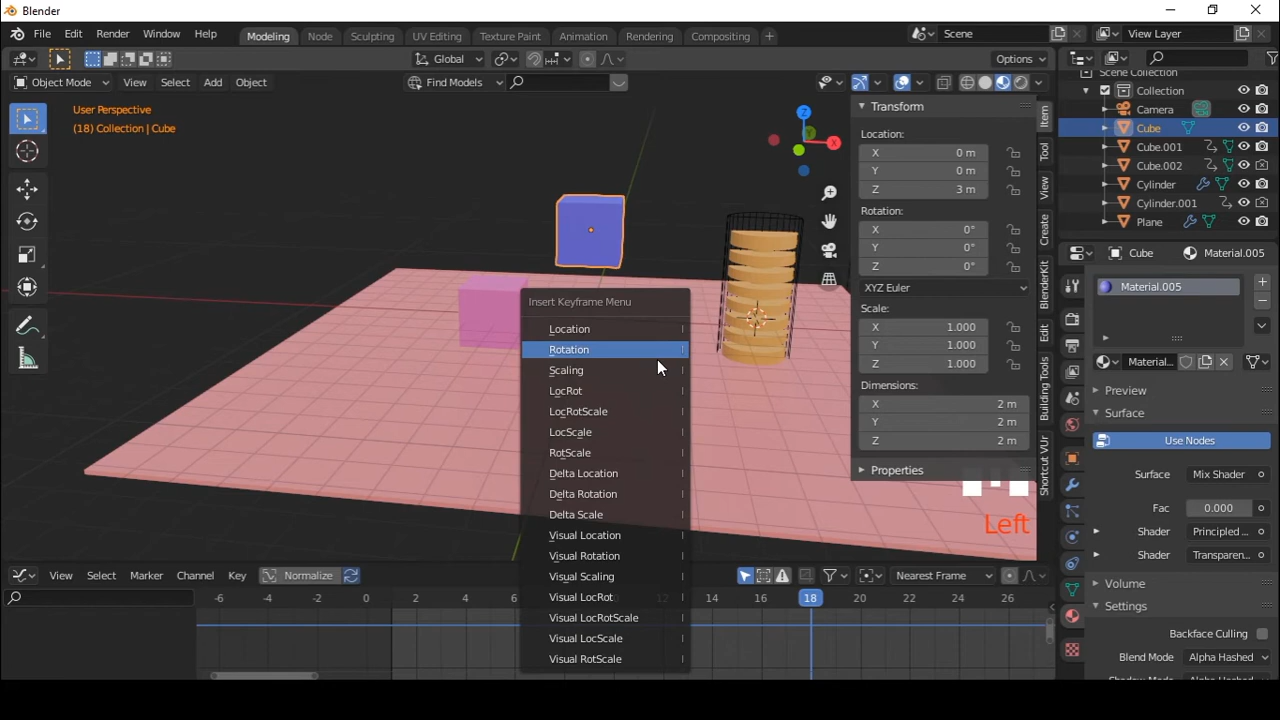 Blender
File Edit Render Window Help
Modeling Node Sculpting UV Editing Texture Paint Animation Rendering Compositing +
Scene
View Layer
Global
Options
Object Mode View Select Add Object
Find Models
User Perspective
(18) Collection | Cube
Z
X
Y
Transform
Location:
X 0 m
Y 0 m
Z 3 m
Rotation:
X 0°
Y 0°
Z 0°
XYZ Euler
Scale:
X 1.000
Y 1.000
Z 1.000
Dimensions:
X 2 m
Y 2 m
Z 2 m
Properties
Item
Tool
View
Create
BlenderKit
Edit
Building Tools
Shortcut VUr
Scene Collection
Collection
Camera
Cube
Cube.001
Cube.002
Cylinder
Cylinder.001
Plane
Cube
Material.005
Material.005
Materia...
Preview
Surface
Use Nodes
Surface Mix Shader
Fac 0.000
Shader Principled ...
Shader Transparen...
Volume
Settings
Backface Culling
Blend Mode Alpha Hashed
Shadow Mode Alpha Hashed
Insert Keyframe Menu
Location I
Rotation I
Scaling I
LocRot I
LocRotScale I
LocScale I
RotScale I
Delta Location I
Delta Rotation I
Delta Scale I
Visual Location I
Visual Rotation I
Visual Scaling I
Visual LocRot I
Visual LocRotScale I
Visual LocScale I
Visual RotScale I
Left
View Select Marker Channel Key Normalize
Nearest Frame
-6 -4 -2 0 2 4 12 14 16 18 20 22 24 26